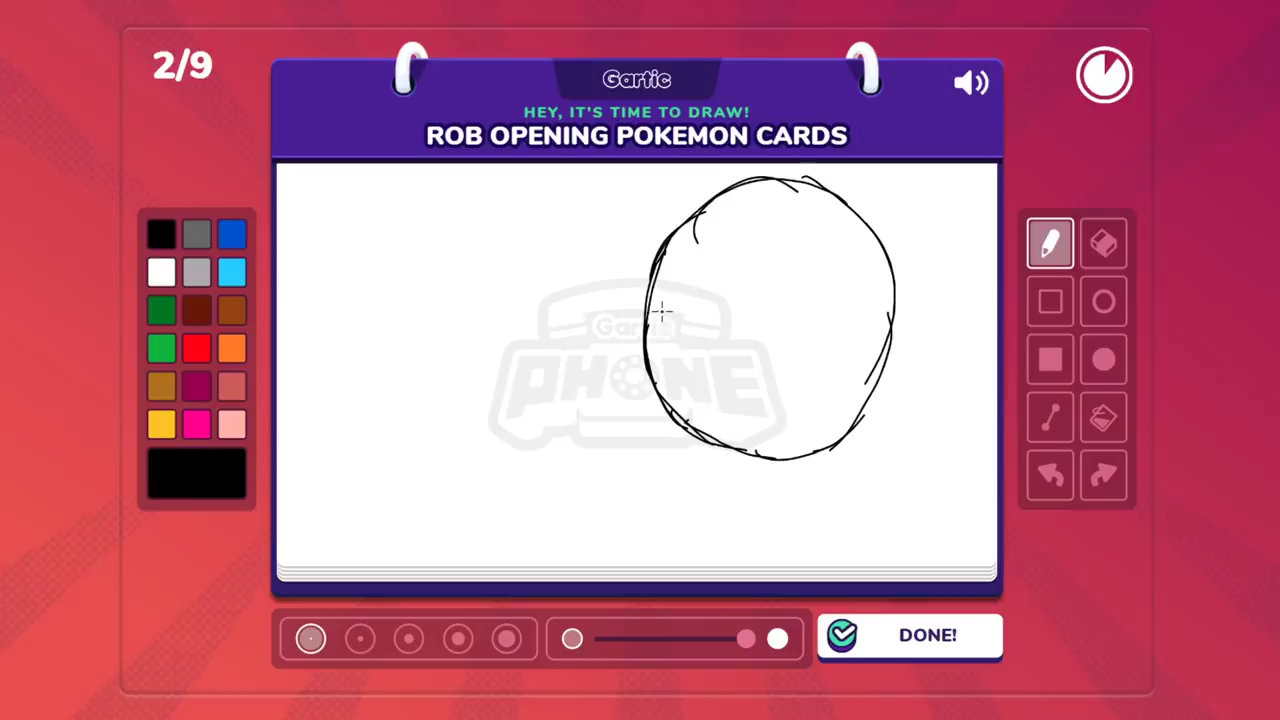 2/9
Gartic
HEY, IT'S TIME TO DRAW!
ROB OPENING POKEMON CARDS
Gartic
PHONE
DONE!